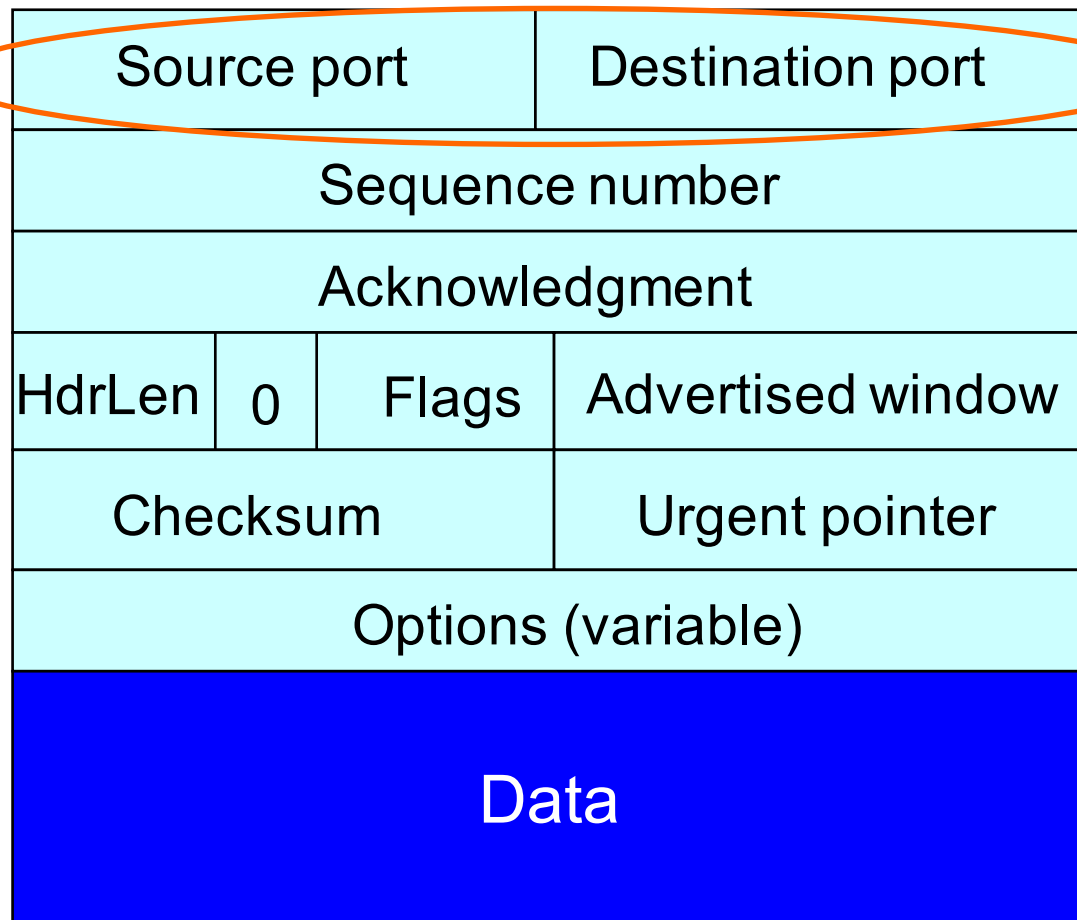 Source port Destination port
Sequence number
Acknowledgment
HdrLen 0 Flags Advertised window
Checksum Urgent pointer
Options (variable)
Data